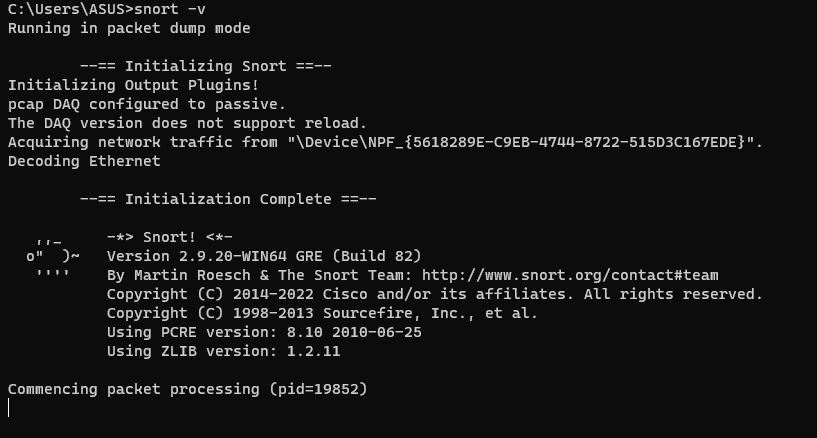 C:\Users\ASUS>snort -v
Running in packet dump mode
--== Initializing Snort ==--
Initializing Output Plugins!
pcap DAQ configured to passive.
The DAQ version does not support reload.
Acquiring network traffic from "\Device\NPF_{5618289E-C9EB-4744-8722-515D3C167EDE}".
Decoding Ethernet
--== Initialization Complete ==--
,,_     -*> Snort! <*-
o"  )~   Version 2.9.20-WIN64 GRE (Build 82)
''''    By Martin Roesch & The Snort Team: http://www.snort.org/contact#team
Copyright (C) 2014-2022 Cisco and/or its affiliates. All rights reserved.
Copyright (C) 1998-2013 Sourcefire, Inc., et al.
Using PCRE version: 8.10 2010-06-25
Using ZLIB version: 1.2.11
Commencing packet processing (pid=19852)